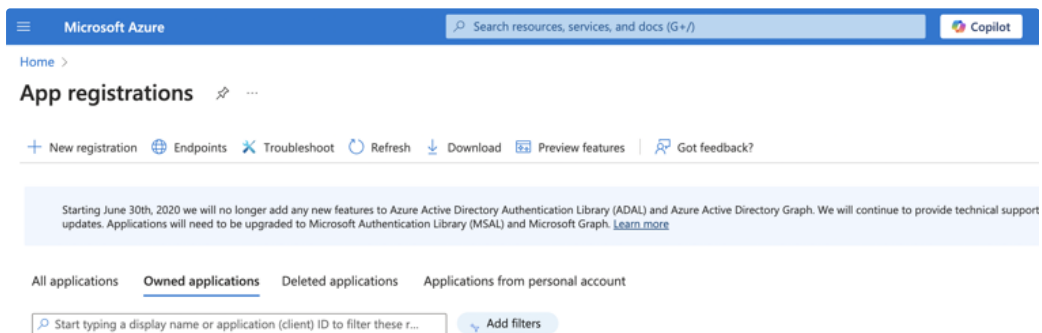 Microsoft Azure Search resources, services, and docs (G+/) Copilot
Home >
App registrations ...
New registration Endpoints Troubleshoot Refresh Download Preview features Got feedback?
Starting June 30th, 2020 we will no longer add any new features to Azure Active Directory Authentication Library (ADAL) and Azure Active Directory Graph. We will continue to provide technical support
updates. Applications will need to be upgraded to Microsoft Authentication Library (MSAL) and Microsoft Graph. Learn more
All applications Owned applications Deleted applications Applications from personal account
Start typing a display name or application (client) ID to filter these r... Add filters